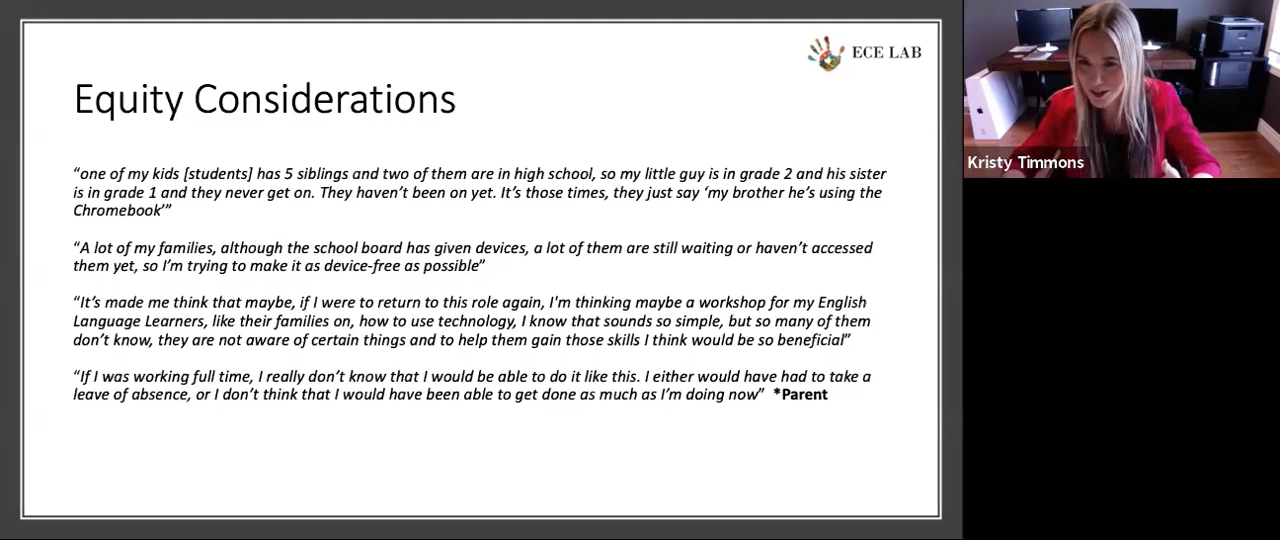 ECE LAB
Equity Considerations
“one of my kids [students] has 5 siblings and two of them are in high school, so my little guy is in grade 2 and his sister
is in grade 1 and they never get on. They haven’t been on yet. It’s those times, they just say ‘my brother he’s using the
Chromebook’”
“A lot of my families, although the school board has given devices, a lot of them are still waiting or haven’t accessed
them yet, so I’m trying to make it as device-free as possible”
“It’s made me think that maybe, if I were to return to this role again, I'm thinking maybe a workshop for my English
Language Learners, like their families on, how to use technology, I know that sounds so simple, but so many of them
don’t know, they are not aware of certain things and to help them gain those skills I think would be so beneficial”
“If I was working full time, I really don’t know that I would be able to do it like this. I either would have had to take a
leave of absence, or I don’t think that I would have been able to get done as much as I’m doing now” *Parent
Kristy Timmons